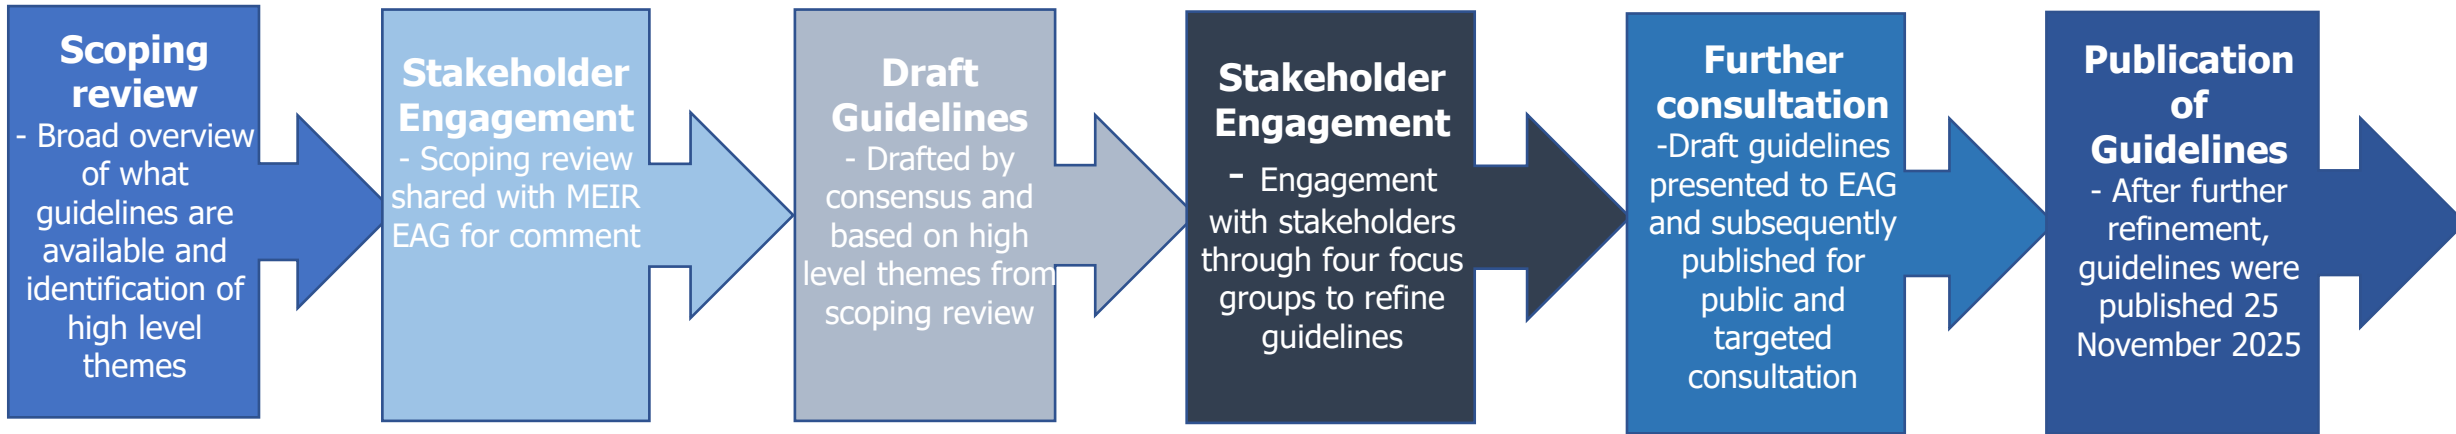 Scoping
review
- Broad overview
of what
guidelines are
available and
identification of
high level
themes
Stakeholder
Engagement
- Scoping review
shared with MEIR
EAG for comment
Draft
Guidelines
- Drafted by
consensus and
based on high
level themes from
scoping review
Stakeholder
Engagement
- Engagement
with stakeholders
through four focus
groups to refine
guidelines
Further
consultation
-Draft guidelines
presented to EAG
and subsequently
published for
public and
targeted
consultation
Publication
of
Guidelines
- After further
refinement,
guidelines were
published 25
November 2025